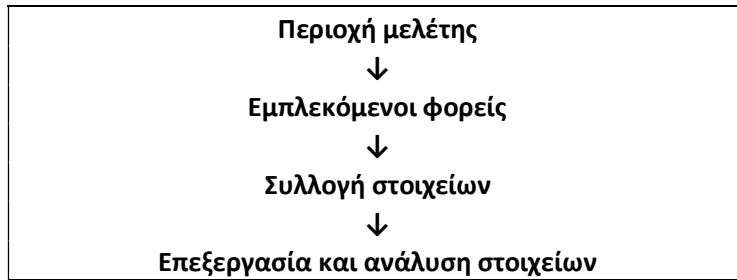 Περιοχή μελέτης
↓
Εμπλεκόμενοι φορείς
↓
Συλλογή στοιχείων
↓
Επεξεργασία και ανάλυση στοιχείων